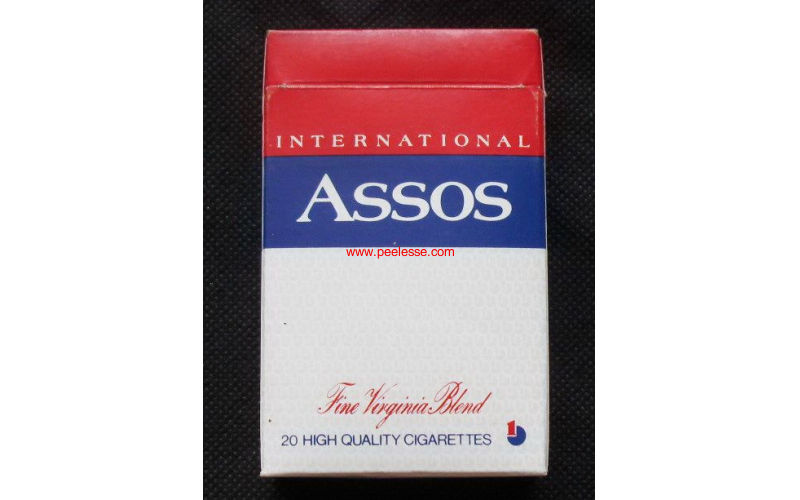 INTERNATIONAL
ASSOS
www.peelesse.com
Fine Virginia Blend
20 HIGH QUALITY CIGARETTES
1